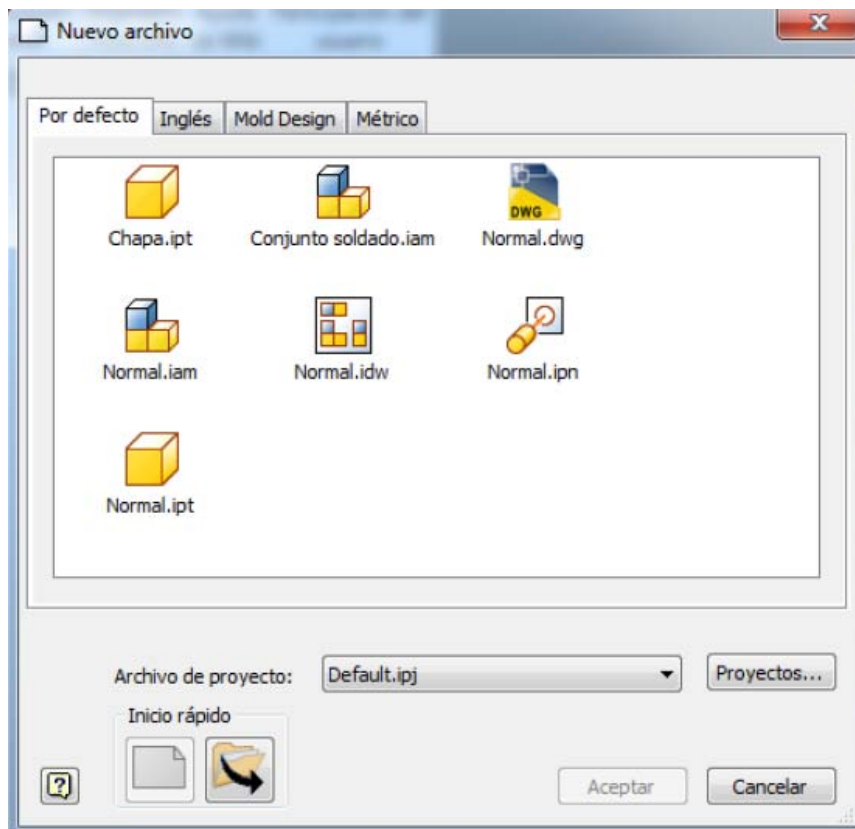 Nuevo archivo
Por defecto Inglés Mold Design Métrico
Chapa.ipt Conjunto soldado.iam DWG Normal.dwg
Normal.iam Normal.idw Normal.ipn
Normal.ipt
Archivo de proyecto: Default.ipj Proyectos...
Inicio rápido
Aceptar Cancelar